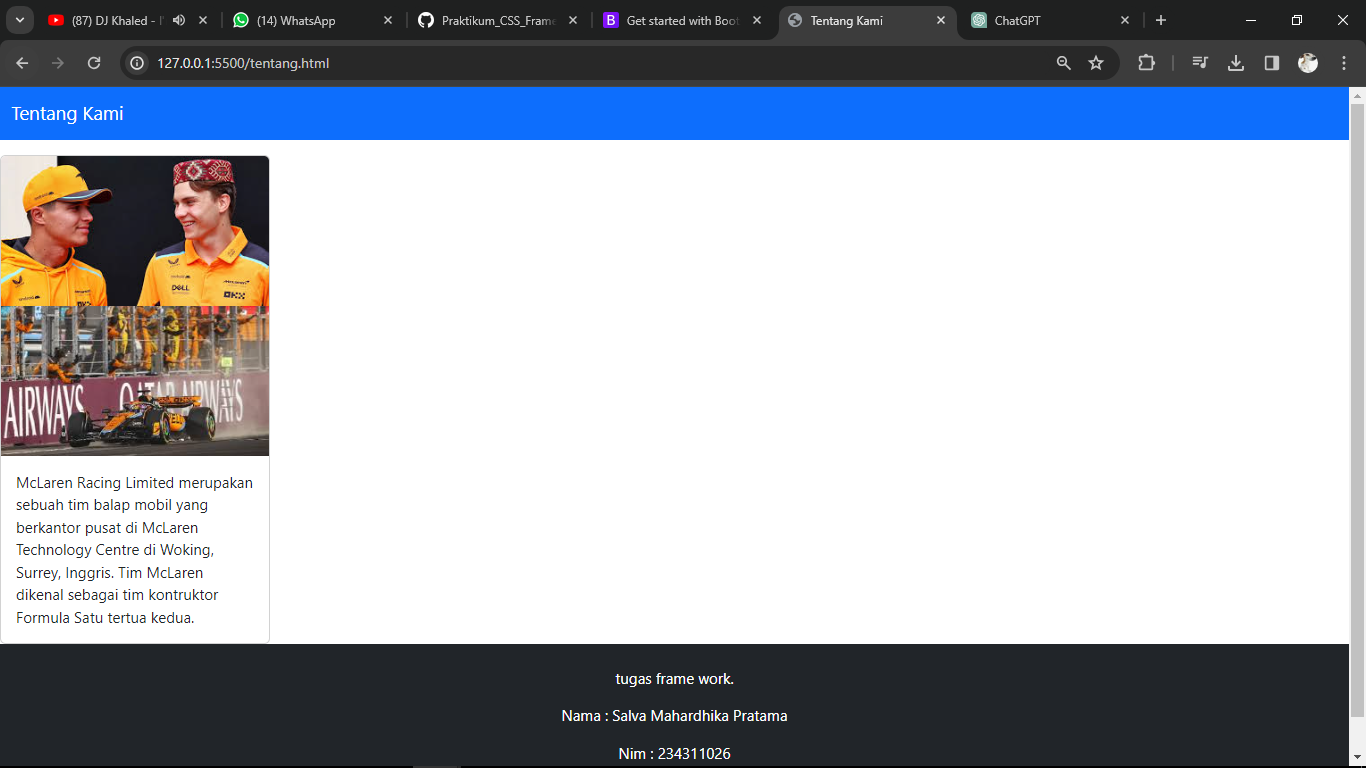 (87) DJ Khaled - I'
(14) WhatsApp
Praktikum_CSS_Frame
Get started with Boot
Tentang Kami
ChatGPT
127.0.0.1:5500/tentang.html
Tentang Kami
DELL
OKX
AIRWAYS QATAR AIRWAYS
McLaren Racing Limited merupakan
sebuah tim balap mobil yang
berkantor pusat di McLaren
Technology Centre di Woking,
Surrey, Inggris. Tim McLaren
dikenal sebagai tim kontruktor
Formula Satu tertua kedua.
tugas frame work.
Nama : Salva Mahardhika Pratama
Nim : 234311026